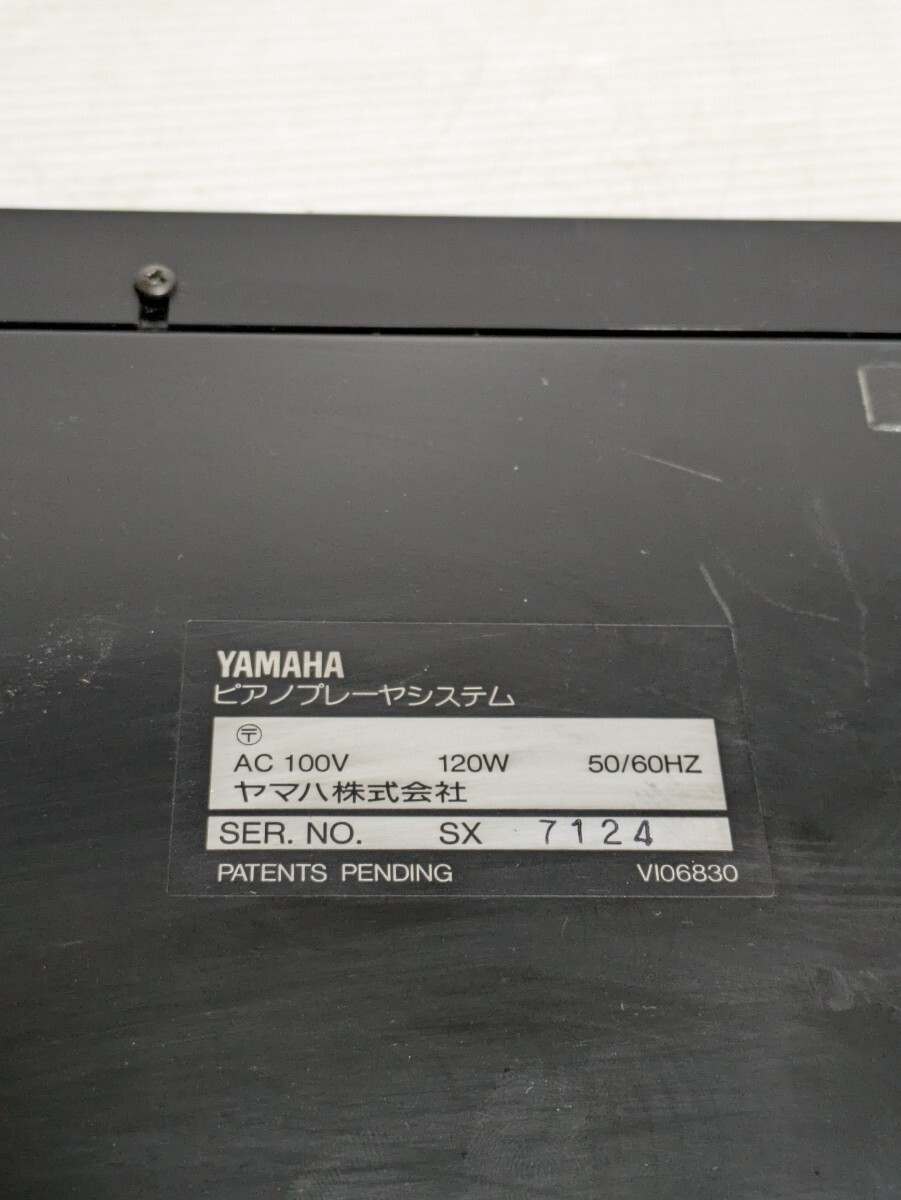 YAMAHA
ピアノプレーヤシステム
〶
AC 100V 120W 50/60HZ
ヤマハ株式会社
SER. NO. SX 7124
PATENTS PENDING VI06830